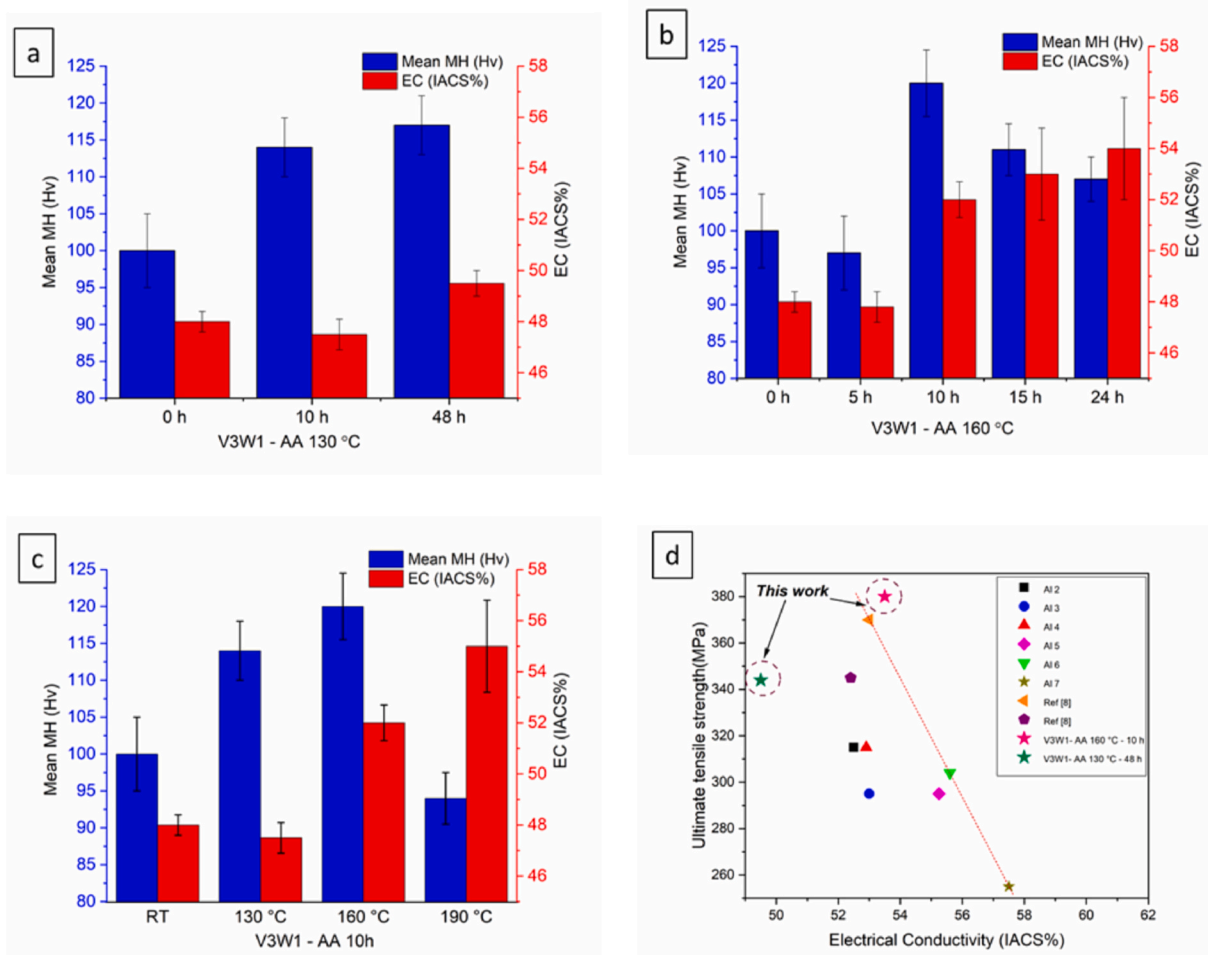 a
Mean MH (Hv)
EC (IACS%)
125
120
115
110
105
100
95
90
85
80
58
56
54
52
50
48
46
Mean MH (Hv)
EC (IACS%)
0 h 10 h 48 h
V3W1 - AA 130 °C
b
Mean MH (Hv)
EC (IACS%)
125
120
115
110
105
100
95
90
85
80
58
56
54
52
50
48
46
Mean MH (Hv)
EC (IACS%)
0 h 5 h 10 h 15 h 24 h
V3W1 - AA 160 °C
c
Mean MH (Hv)
EC (IACS%)
125
120
115
110
105
100
95
90
85
80
58
56
54
52
50
48
46
Mean MH (Hv)
EC (IACS%)
RT 130 °C 160 °C 190 °C
V3W1 - AA 10h
d
This work
Al 2
Al 3
Al 4
Al 5
Al 6
Al 7
Ref [8]
Ref [8]
V3W1- AA 160 °C - 10 h
V3W1- AA 130 °C - 48 h
380
360
340
320
300
280
260
Ultimate tensile strength(MPa)
50 52 54 56 58 60 62
Electrical Conductivity (IACS%)